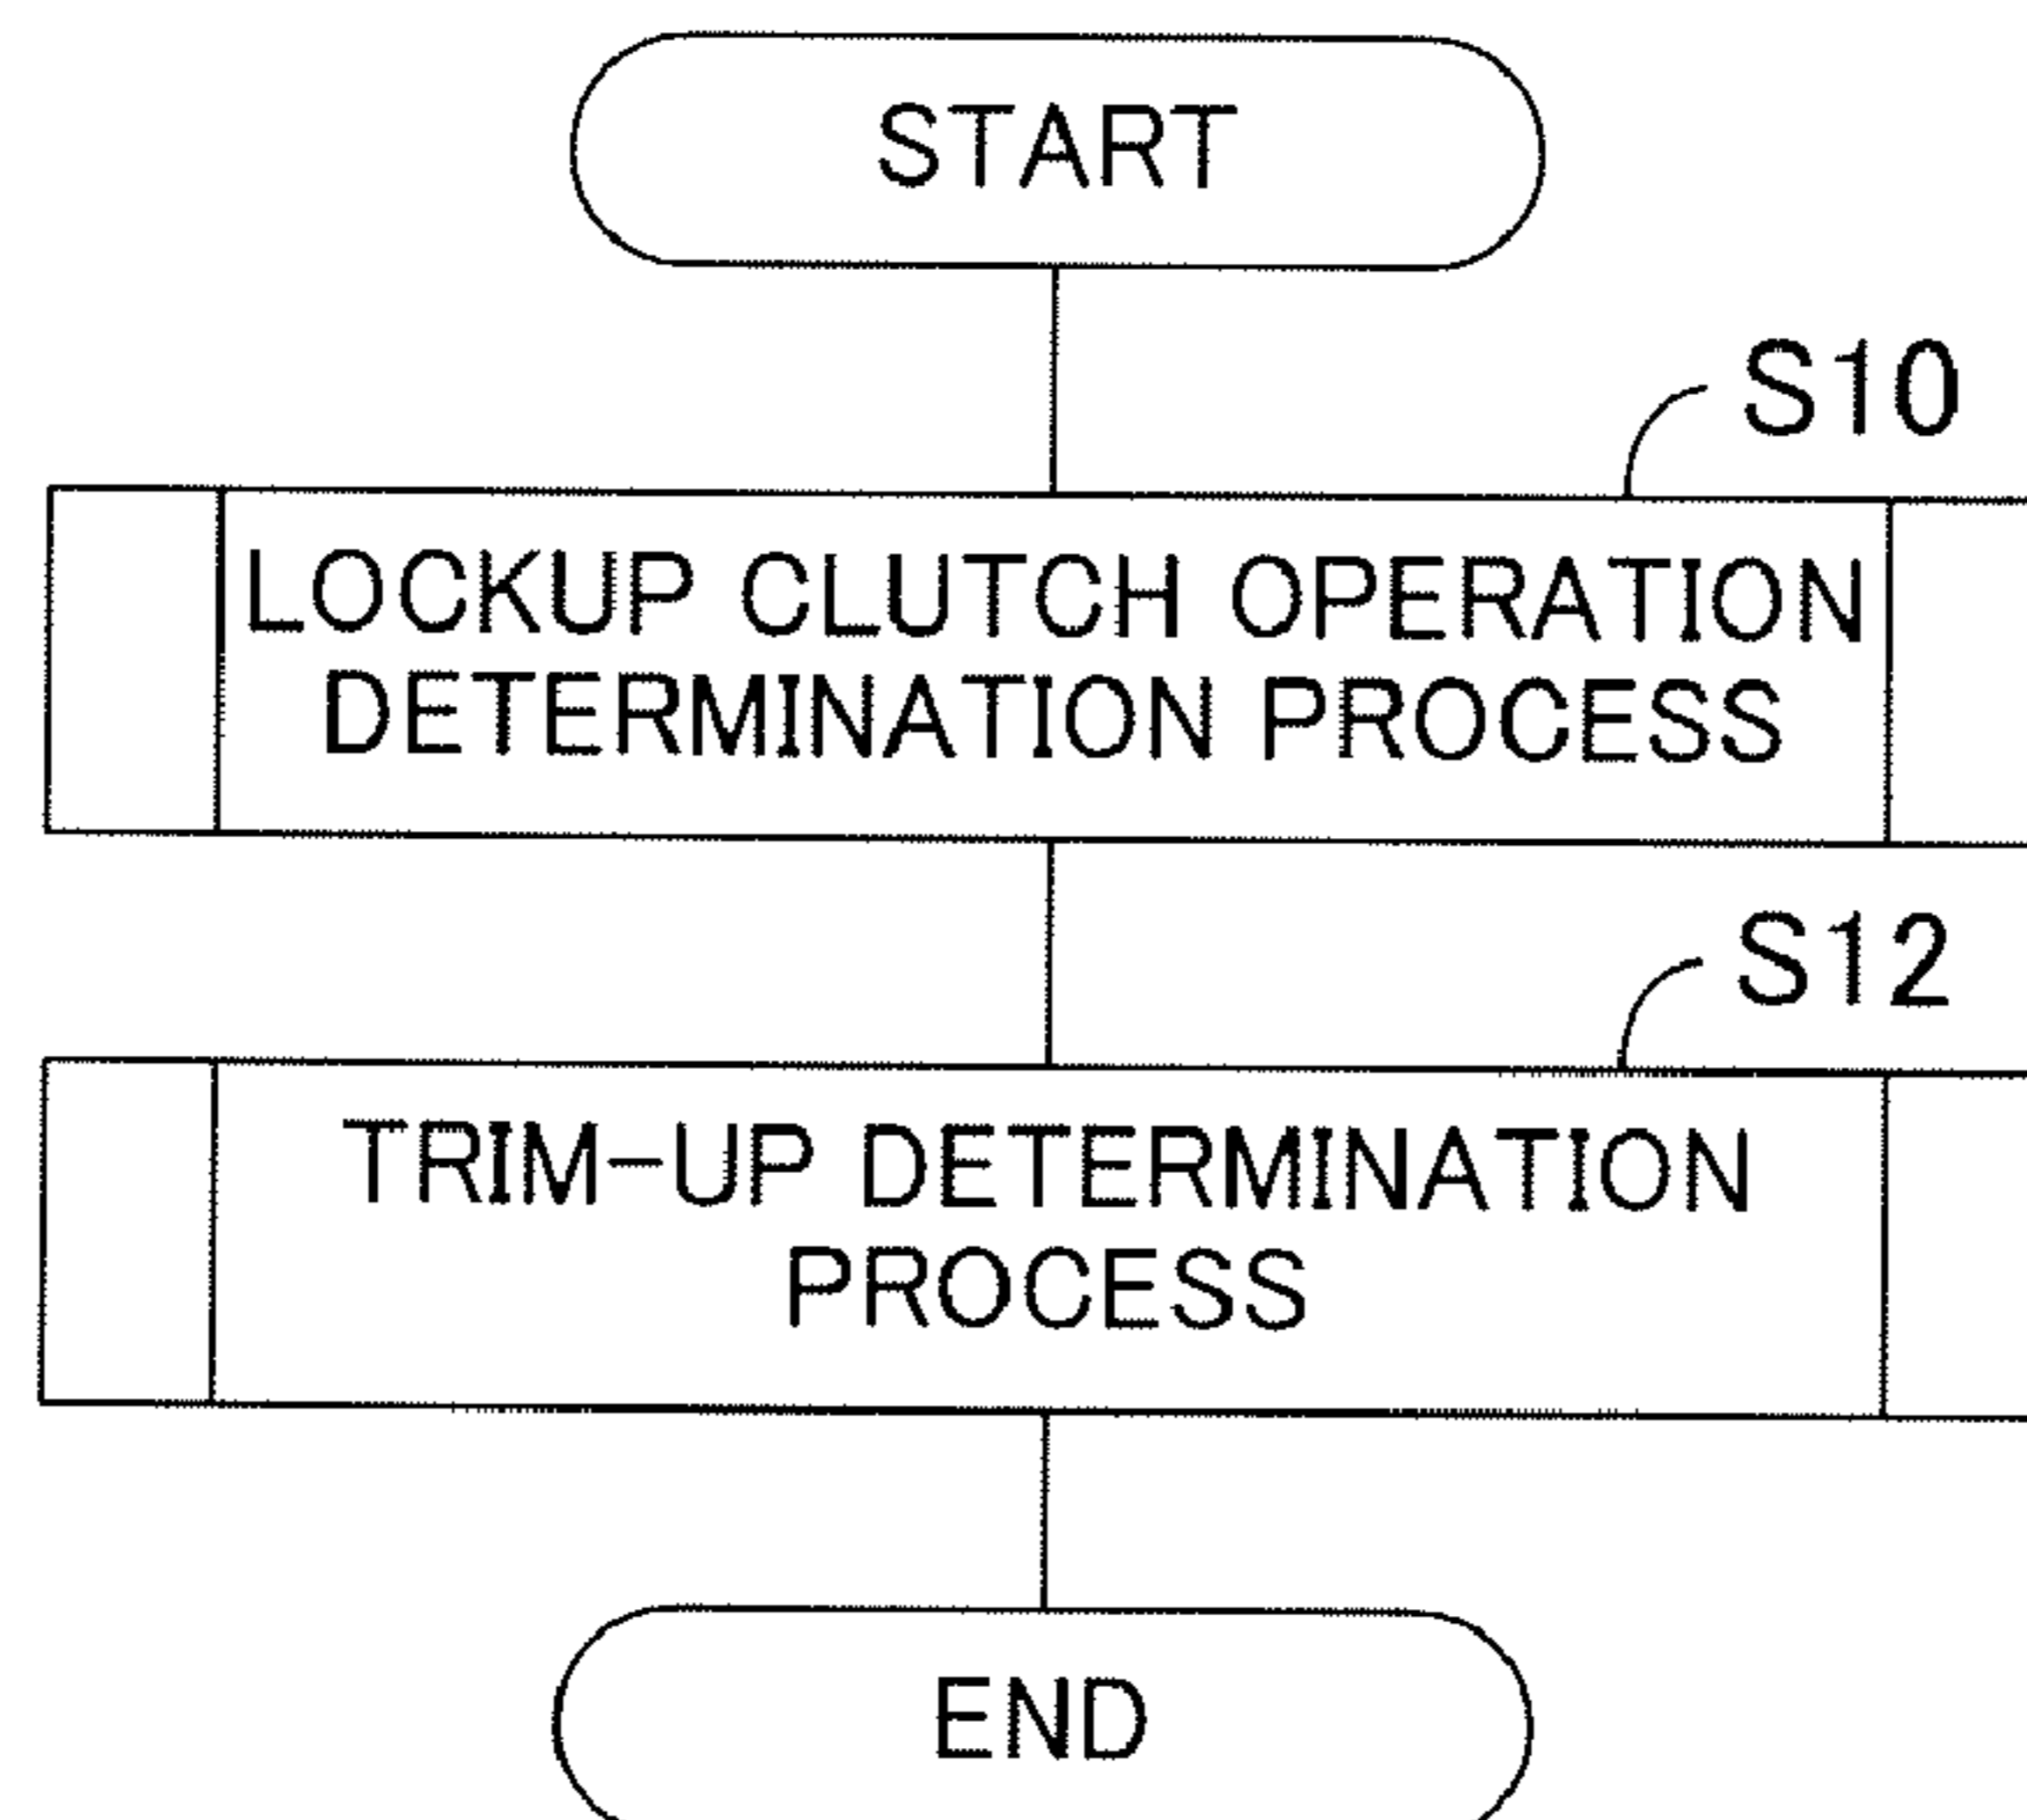 START
S10
LOCKUP CLUTCH OPERATION
DETERMINATION PROCESS
S12
TRIM-UP DETERMINATION
PROCESS
END